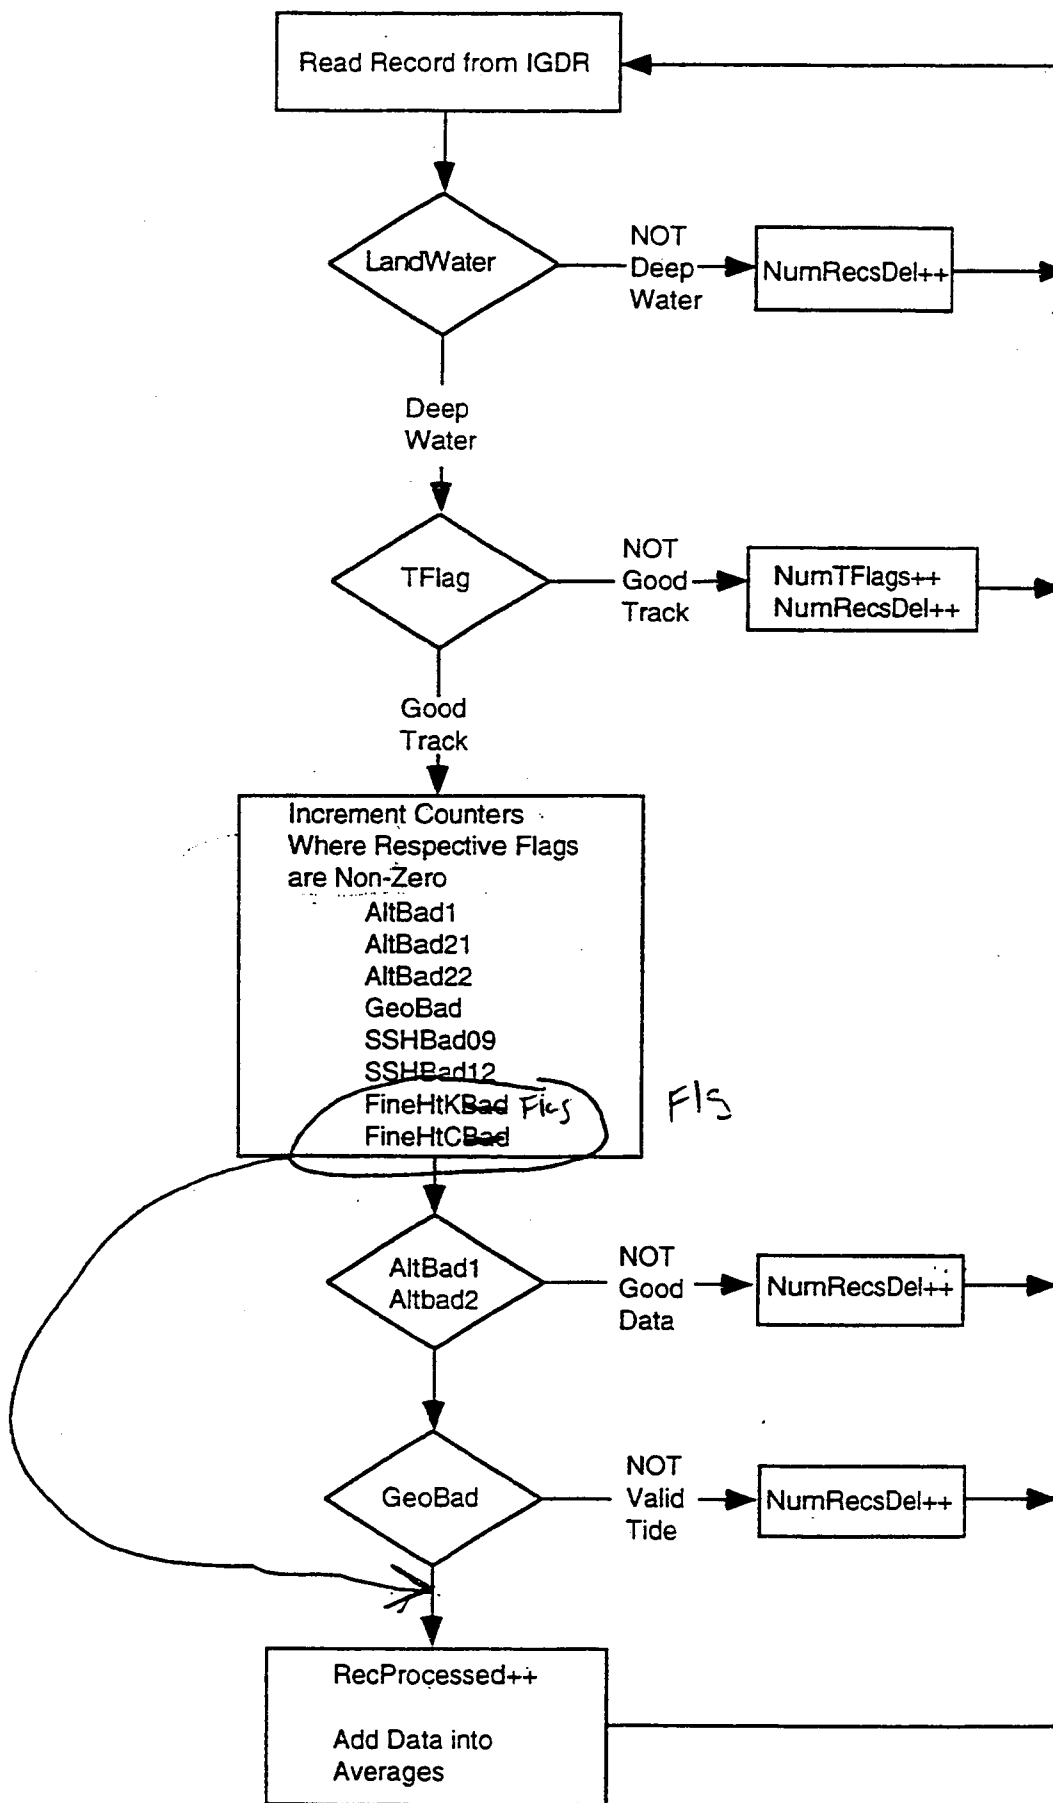 Read Record from IGDR
LandWater
NOT
Deep
Water
NumRecsDel++
Deep
Water
TFlag
NOT
Good
Track
NumTFlags++
NumRecsDel++
Good
Track
Increment Counters
Where Respective Flags
are Non-Zero
AltBad1
AltBad21
AltBad22
GeoBad
SSHBad09
SSHBad12
FineHtKBad Flgs
FineHtCBad
Flg
AltBad1
Altbad2
NOT
Good
Data
NumRecsDel++
GeoBad
NOT
Valid
Tide
NumRecsDel++
RecProcessed++
Add Data into
Averages